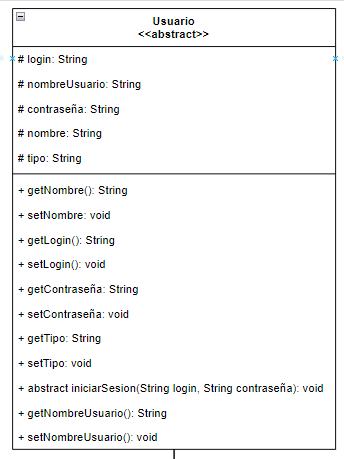 Usuario
<<abstract>>
# login: String
# nombreUsuario: String
# contraseña: String
# nombre: String
# tipo: String
+ getNombre(): String
+ setNombre: void
+ getLogin(): String
+ setLogin(): void
+ getContraseña: String
+ setContraseña: void
+ getTipo: String
+ setTipo: void
+ abstract iniciarSesion(String login, String contraseña): void
+ getNombreUsuario(): String
+ setNombreUsuario(): void